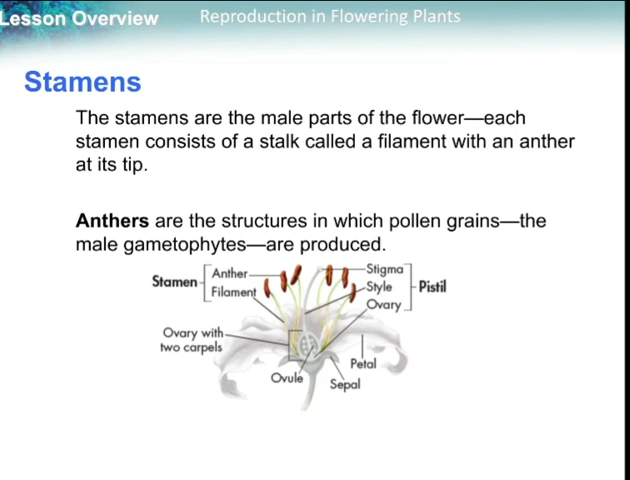 Lesson Overview
Reproduction in Flowering Plants
Stamens
The stamens are the male parts of the flower—each
stamen consists of a stalk called a filament with an anther
at its tip.
Anthers are the structures in which pollen grains—the
male gametophytes—are produced.
Stamen
Anther
Filament
Stigma
Style
Ovary
Pistil
Ovary with
two carpels
Petal
Ovule
Sepal